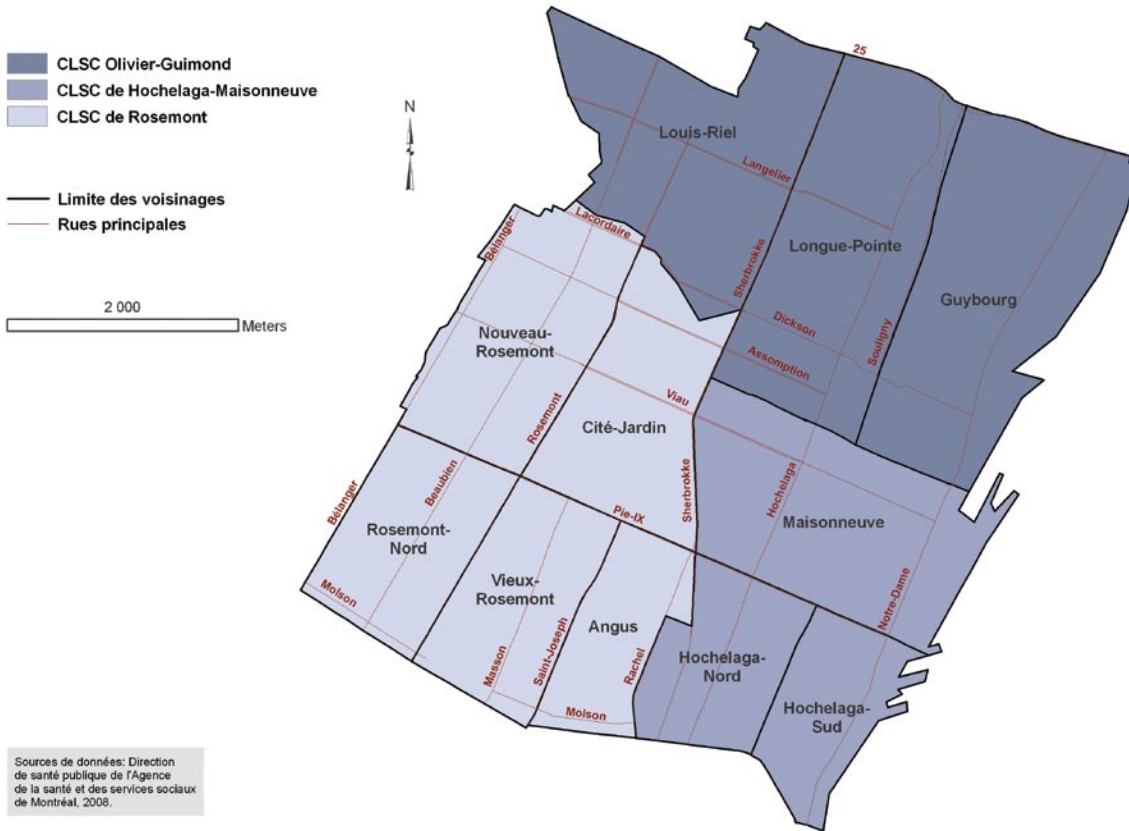 CLSC Olivier-Guimond
CLSC de Hochelaga-Maisonneuve
CLSC de Rosemont
Limite des voisinages
Rues principales
2 000
Meters
N
25
Louis-Riel
Langelier
Lacordaire
Bélanger
Sherbrokke
Longue-Pointe
Guybourg
Nouveau-
Rosemont
Dickson
Assomption
Souligny
Viau
Rosemont
Cité-Jardin
Beaubien
Bélanger
Sherbrokke
Hochelaga
Maisonneuve
Pie-IX
Rosemont-
Nord
Vieux-
Rosemont
Molson
Masson
Saint-Joseph
Angus
Rachel
Notre-Dame
Hochelaga-
Nord
Hochelaga-
Sud
Moison
Sources de données: Direction
de santé publique de l'Agence
de la santé et des services sociaux
de Montréal, 2008.